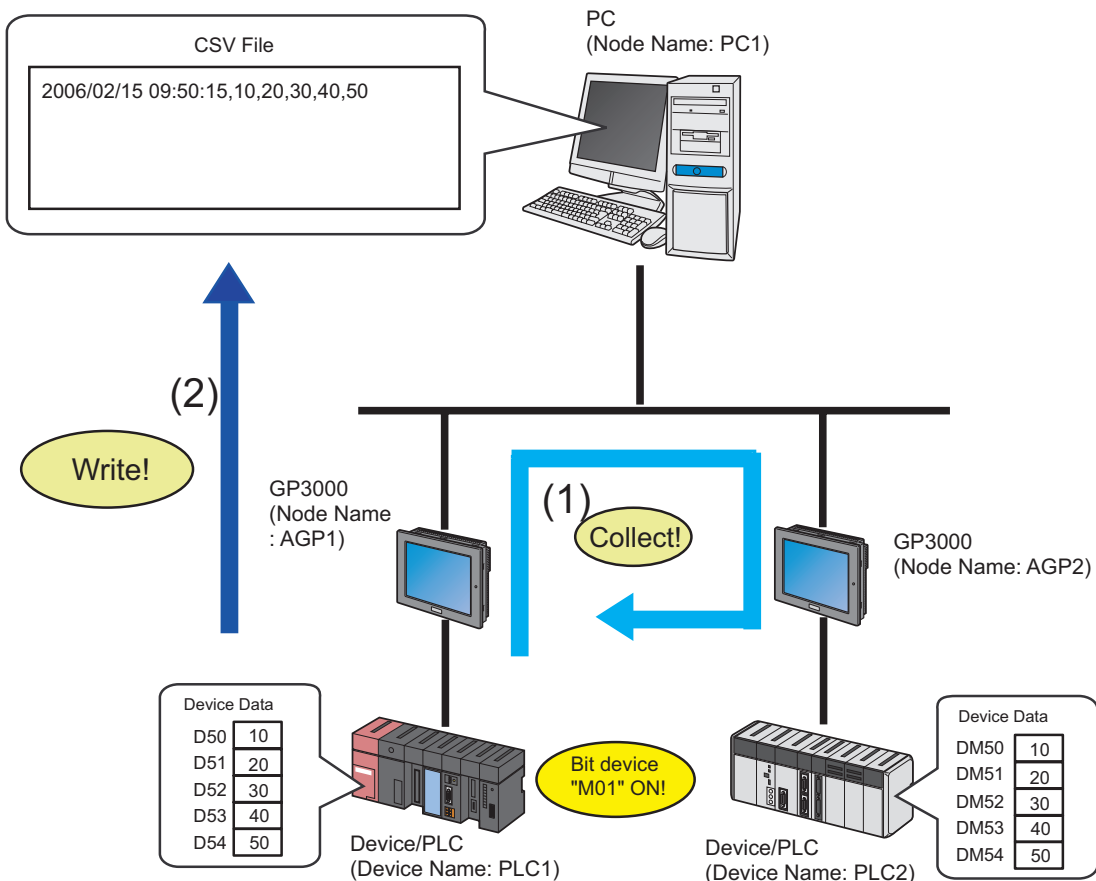 PC
(Node Name: PC1)
CSV File
2006/02/15 09:50:15,10,20,30,40,50
(2)
Write!
GP3000
(Node Name
: AGP1)
(1)
Collect!
GP3000
(Node Name: AGP2)
Device Data
D50 10
D51 20
D52 30
D53 40
D54 50
Device/PLC
(Device Name: PLC1)
Bit device
"M01" ON!
Device/PLC
(Device Name: PLC2)
Device Data
DM50 10
DM51 20
DM52 30
DM53 40
DM54 50